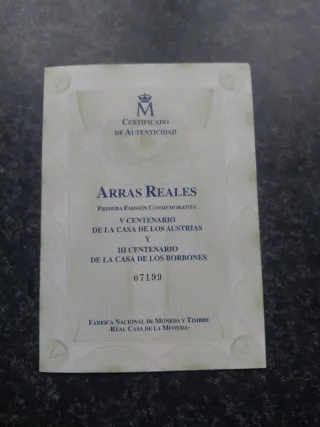 M
CERTIFICADO
DE AUTENTICIDAD
ARRAS REALES
PRIMERA EMISIÓN CONMEMORATIVA
V CENTENARIO
DE LA CASA DE LOS AUSTRIAS
Y
III CENTENARIO
DE LA CASA DE LOS BORBONES
07199
FÁBRICA NACIONAL DE MONEDA Y TIMBRE
-REAL CASA DE LA MONEDA-